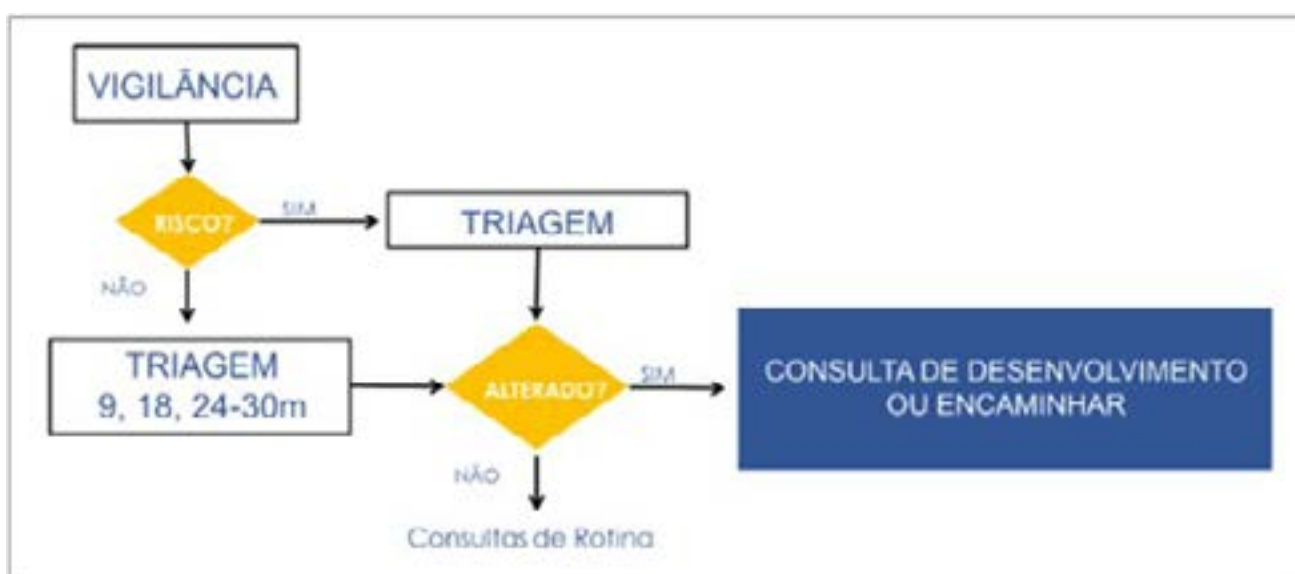 VIGILÂNCIA
RISCO?
SIM
TRIAGEM
NÃO
TRIAGEM
9, 18, 24-30m
ALTERADO?
SIM
CONSULTA DE DESENVOLVIMENTO
OU ENCAMINHAR
NÃO
Consultas de Rotina